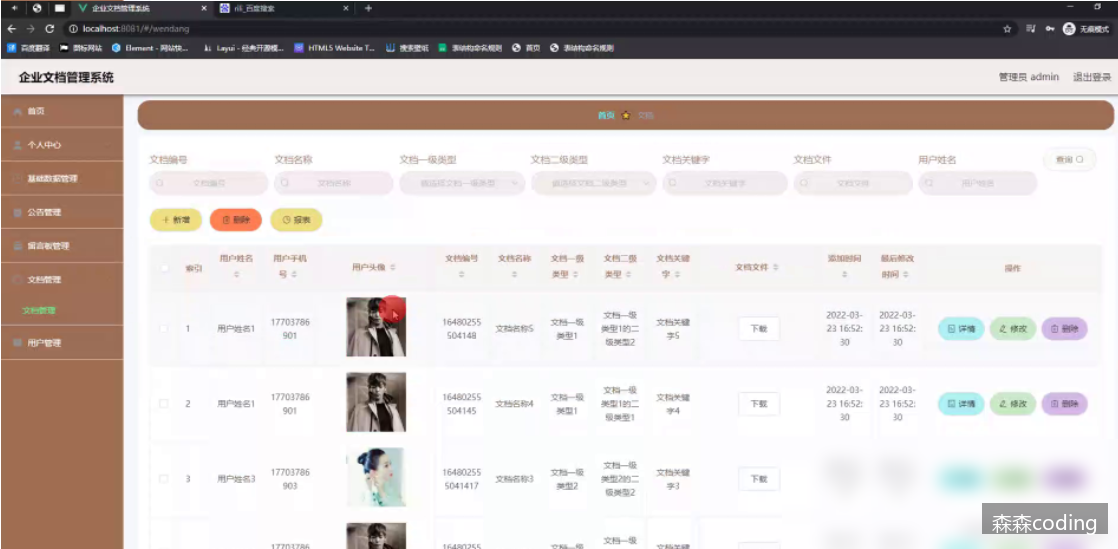 企业文档管理系统
百度搜索
localhost:8081/#/wendang
无痕模式
百度翻译
图标网站
Element - 网站快...
Layui - 经典开源模...
HTML5 Website T...
搜索壁纸
表结构命名规则
首页
表结构命名规则
企业文档管理系统
管理员 admin
退出登录
首页
个人中心
基础数据管理
公告管理
留言板管理
文档管理
文档管理
用户管理
首页
文档
文档编号
文档名称
文档一级类型
文档二级类型
文档关键字
文档文件
用户姓名
查询
文档编号
文档名称
请选择文档一级类型
请选择文档二级类型
文档关键字
文档文件
用户姓名
新增
删除
报表
索引
用户姓名
用户手机号
用户头像
文档编号
文档名称
文档一级类型
文档二级类型
文档关键字
文档文件
添加时间
最后修改时间
操作
1
用户姓名1
17703786
901
16480255
504148
文档名称5
文档一级
类型1
文档一级
类型1的二
级类型2
文档关键
字5
下载
2022-03-
23 16:52:
30
2022-03-
23 16:52:
30
详情
修改
删除
2
用户姓名1
17703786
901
16480255
504145
文档名称4
文档一级
类型1
文档一级
类型1的二
级类型1
文档关键
字4
下载
2022-03-
23 16:52:
30
2022-03-
23 16:52:
30
详情
修改
删除
3
用户姓名3
17703786
903
16480255
5041417
文档名称3
文档一级
类型2
文档一级
类型2的二
级类型2
文档关键
字3
下载
17703786
16480255
文档一级
文档一级
文档关键
森森coding